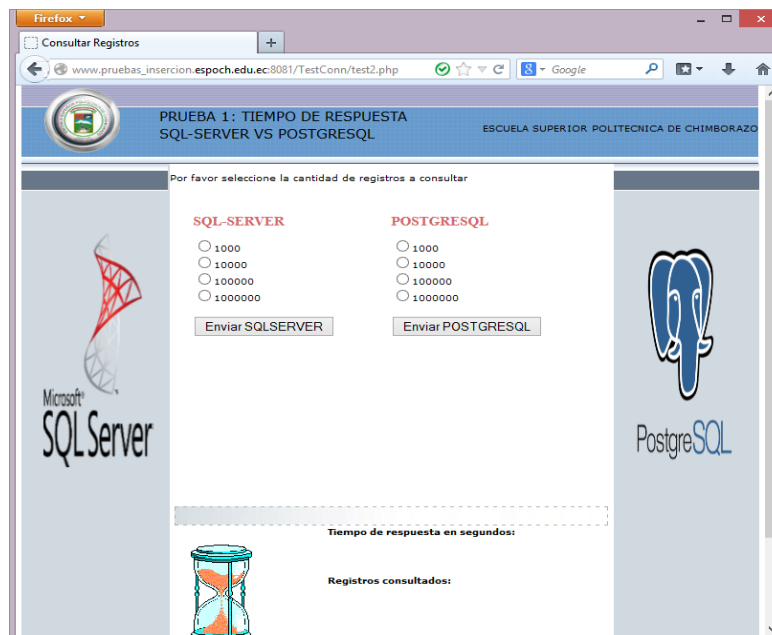 Firefox
Consultar Registros
www.pruebas_insercion.espoch.edu.ec:8081/TestConn/test2.php
Google
PRUEBA 1: TIEMPO DE RESPUESTA
SQL-SERVER VS POSTGRESQL
ESCUELA SUPERIOR POLITECNICA DE CHIMBORAZO
Por favor seleccione la cantidad de registros a consultar
SQL-SERVER
1000
10000
100000
1000000
Enviar SQLSERVER
POSTGRESQL
1000
10000
100000
1000000
Enviar POSTGRESQL
Microsoft®
SQL Server
PostgreSQL
Tiempo de respuesta en segundos:
Registros consultados: